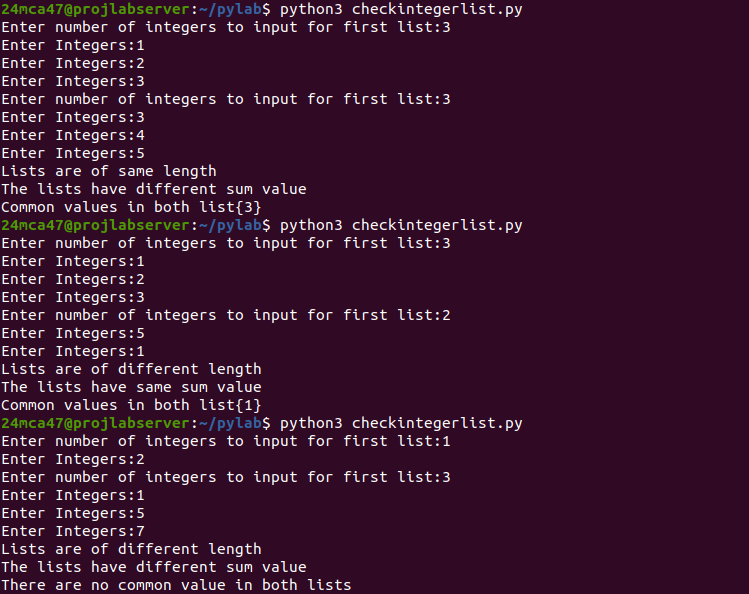 24mca47@projlabserver:~/pylab$ python3 checkintegerlist.py
Enter number of integers to input for first list:3
Enter Integers:1
Enter Integers:2
Enter Integers:3
Enter number of integers to input for first list:3
Enter Integers:3
Enter Integers:4
Enter Integers:5
Lists are of same length
The lists have different sum value
Common values in both list{3}
24mca47@projlabserver:~/pylab$ python3 checkintegerlist.py
Enter number of integers to input for first list:3
Enter Integers:1
Enter Integers:2
Enter Integers:3
Enter number of integers to input for first list:2
Enter Integers:5
Enter Integers:1
Lists are of different length
The lists have same sum value
Common values in both list{1}
24mca47@projlabserver:~/pylab$ python3 checkintegerlist.py
Enter number of integers to input for first list:1
Enter Integers:2
Enter number of integers to input for first list:3
Enter Integers:1
Enter Integers:5
Enter Integers:7
Lists are of different length
The lists have different sum value
There are no common value in both lists